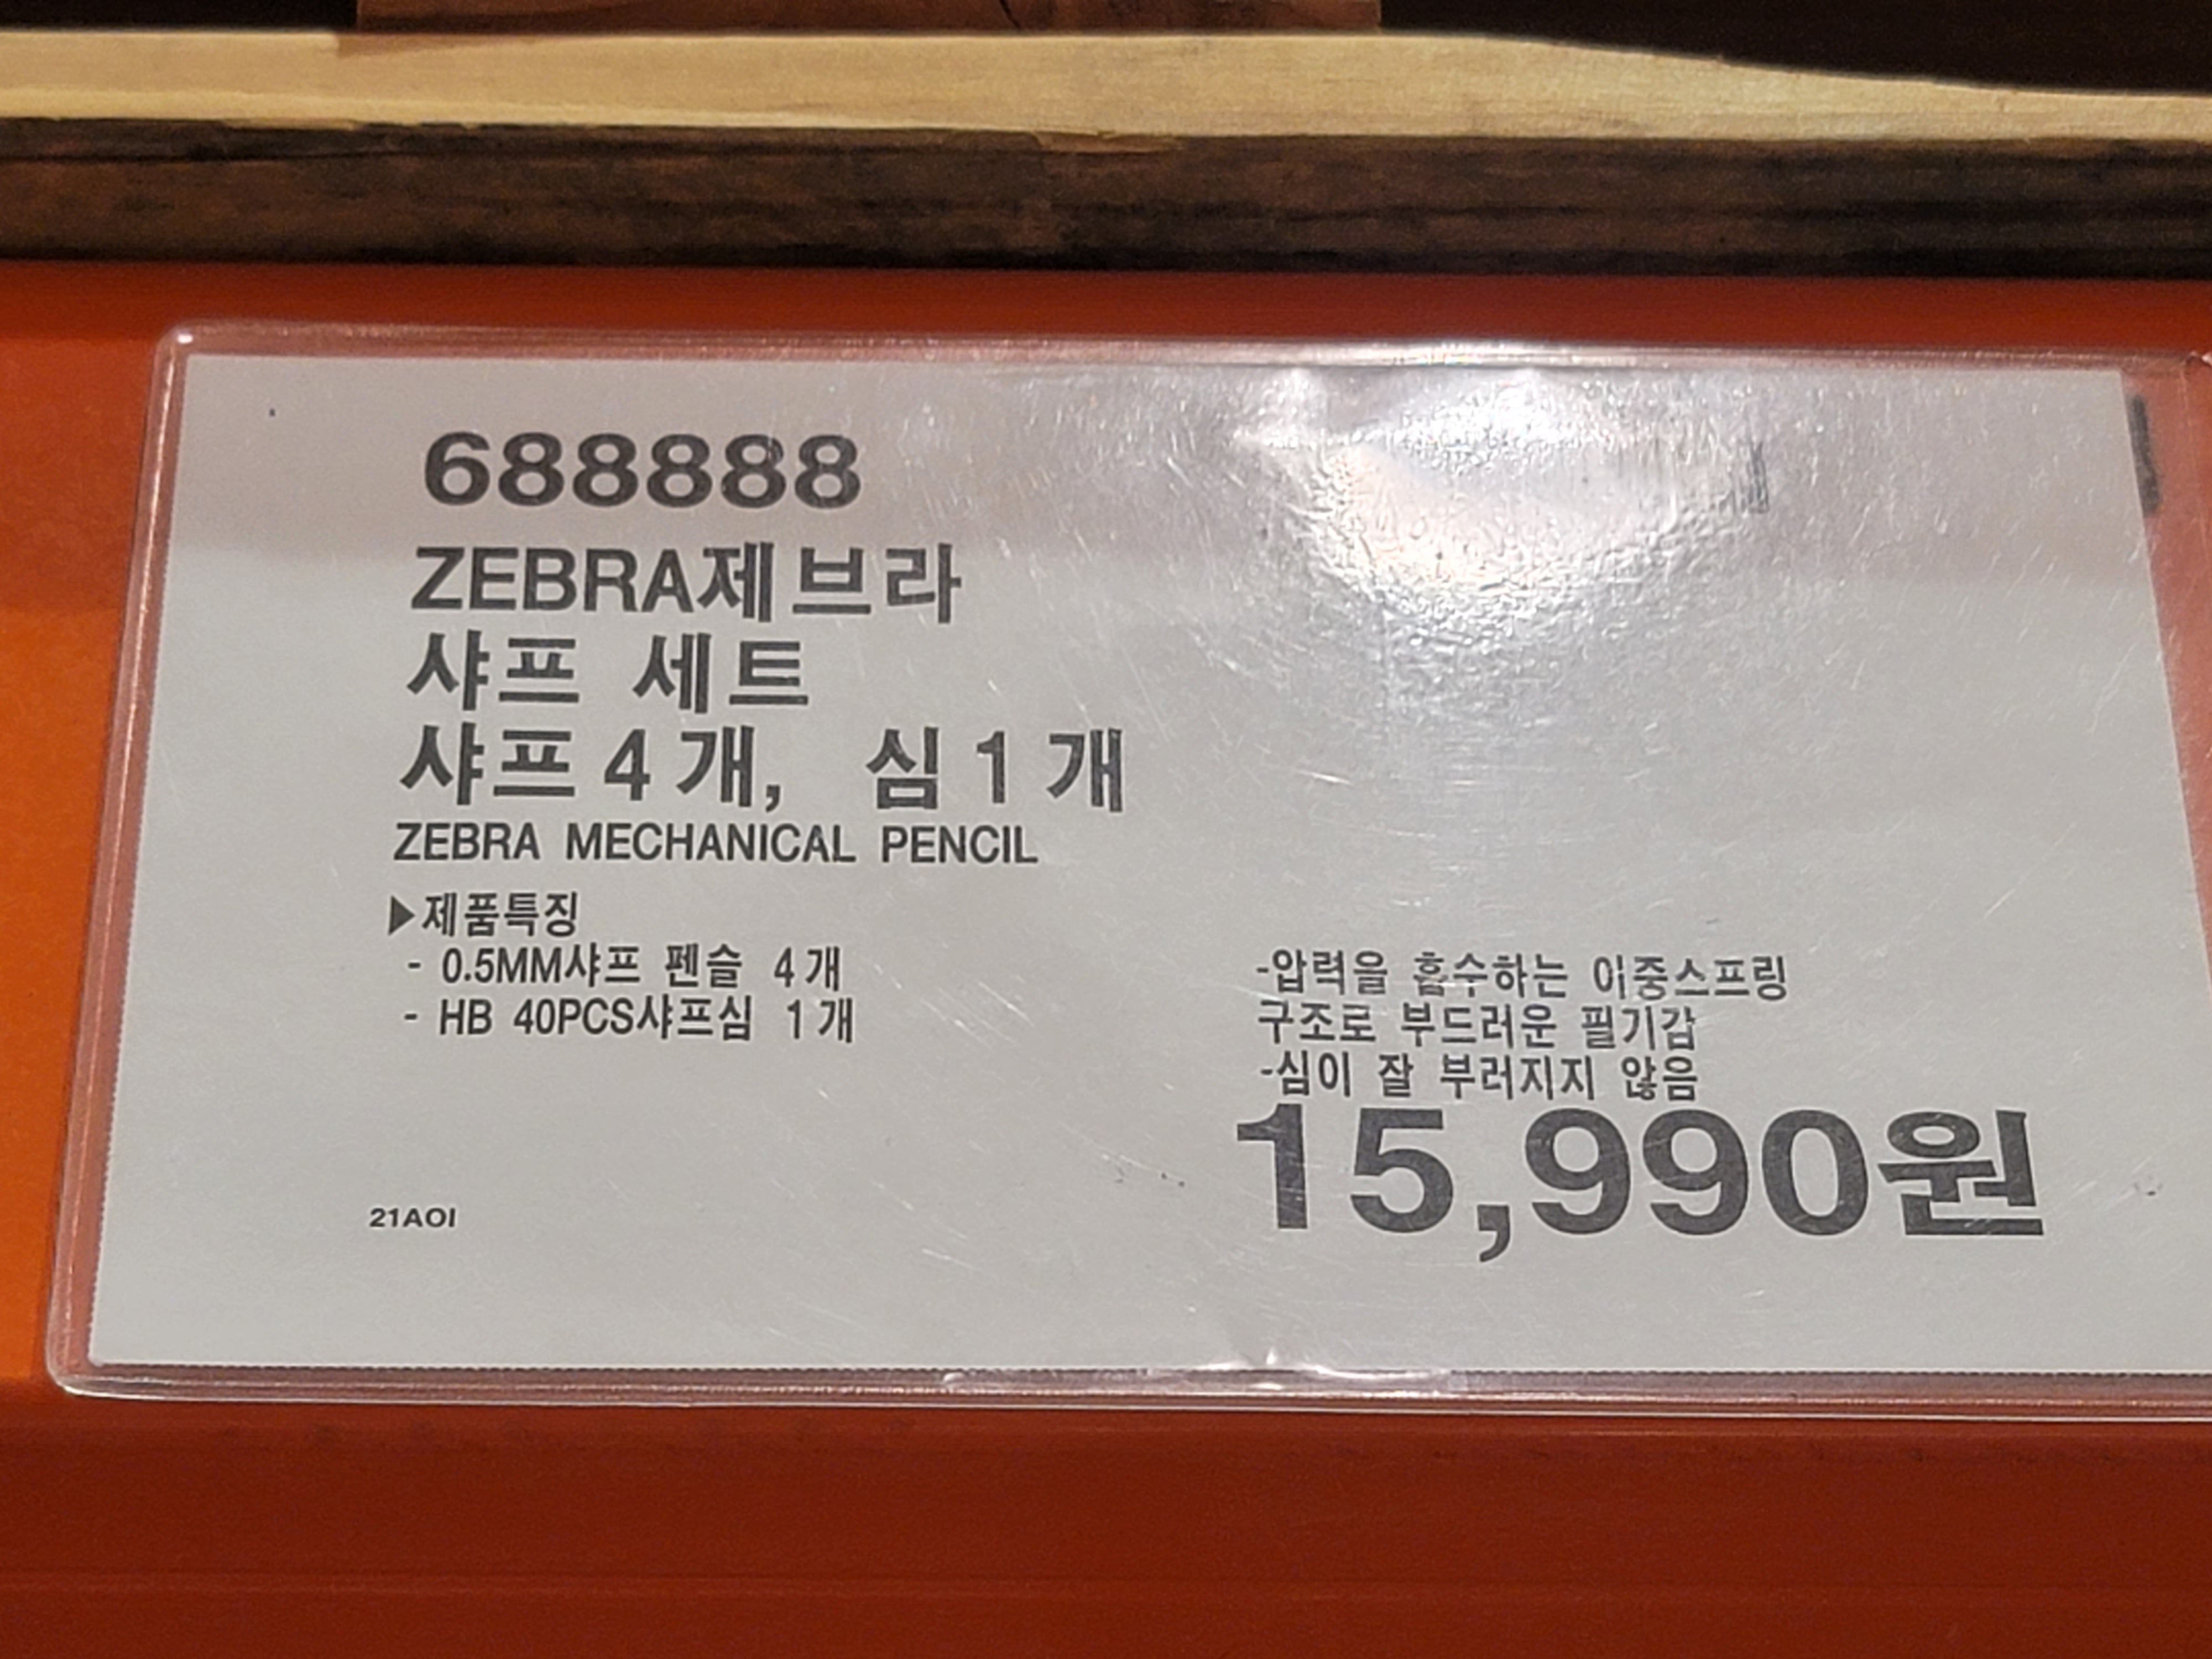 688888
ZEBRA제브라
샤프 세트
샤프4개, 심1개
ZEBRA MECHANICAL PENCIL
▶제품특징
- 0.5MM샤프 펜슬 4개
- HB 40PCS샤프심 1개
-압력을 흡수하는 이중스프링
구조로 부드러운 필기감
-심이 잘 부러지지 않음
15,990원
21AOI